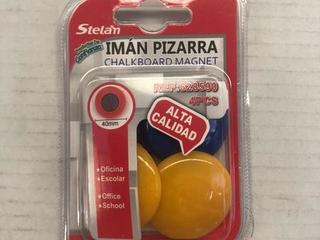 Stelan
IMÁN PIZARRA
CHALKBOARD MAGNET
4PCS
ALTA
CALIDAD
40mm
• Oficina
• Escolar
• Office
• School